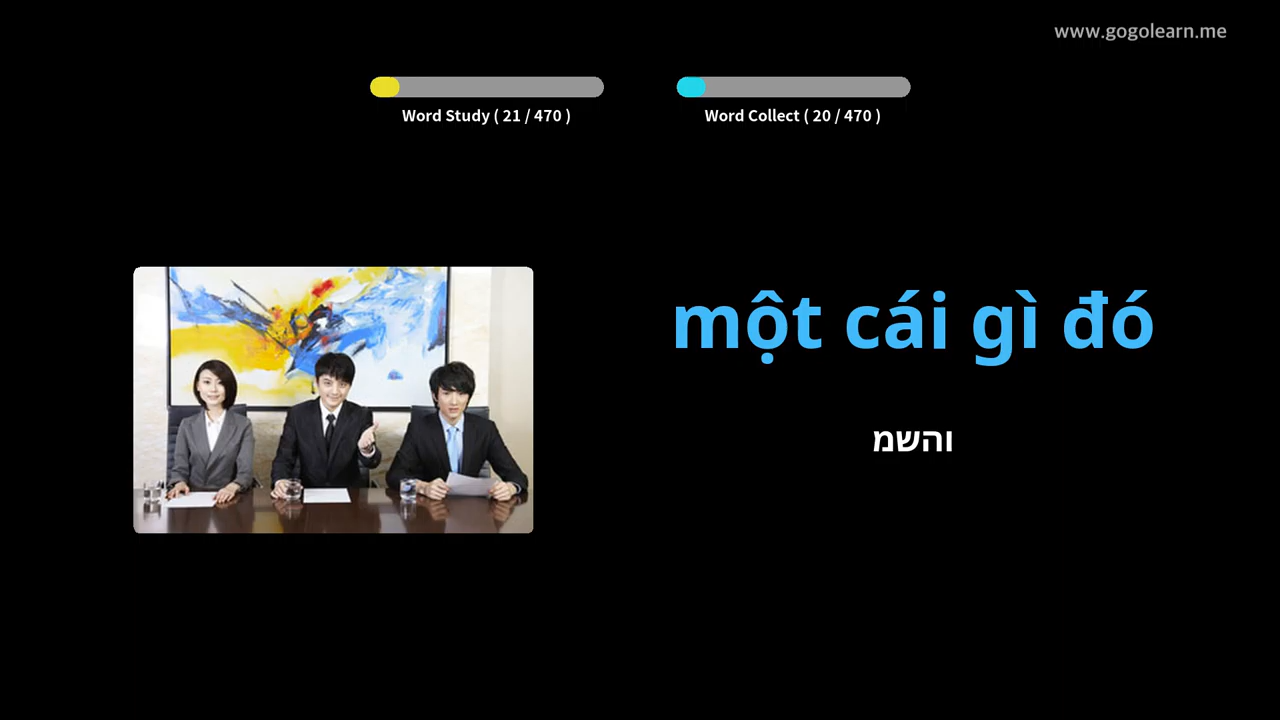 www.gogolearn.me
Word Study ( 21 / 470 )
Word Collect ( 20 / 470 )
một cái gì đó
והשמ